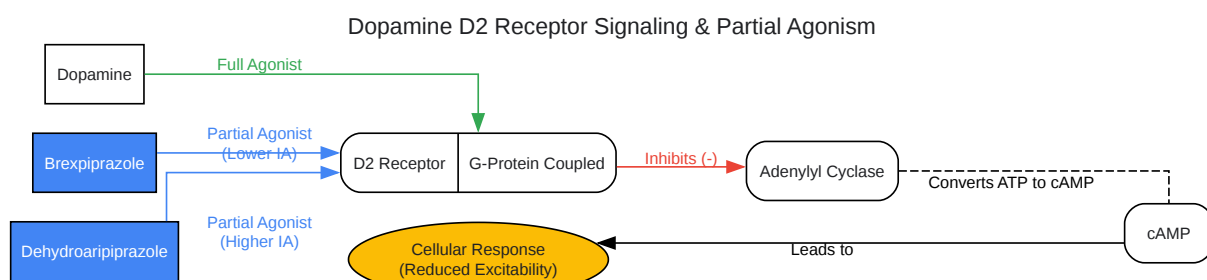 Dopamine D2 Receptor Signaling & Partial Agonism
Dopamine
Full Agonist
Brexpiprazole
Partial Agonist
(Lower IA)
D2 Receptor
G-Protein Coupled
Inhibits (-)
Adenylyl Cyclase
Converts ATP to cAMP
Dehydroaripiprazole
Partial Agonist
(Higher IA)
Cellular Response
(Reduced Excitability)
Leads to
cAMP